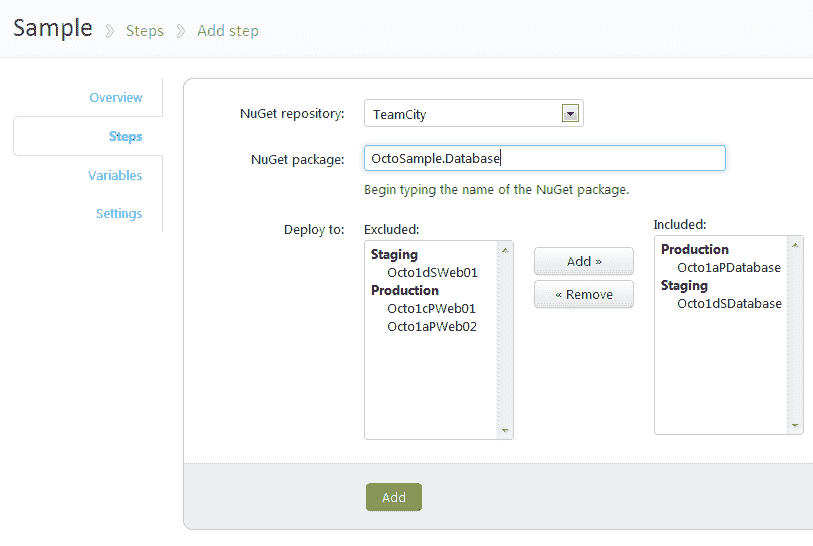 Sample Steps Add step
Overview
Steps
Variables
Settings
NuGet repository: TeamCity
NuGet package: OctoSample.Database
Begin typing the name of the NuGet package.
Deploy to:
Excluded:
Staging
Octo1dSWeb01
Production
Octo1cPWeb01
Octo1aPWeb02
Add »
« Remove
Included:
Production
Octo1aPDatabase
Staging
Octo1dSDatabase
Add